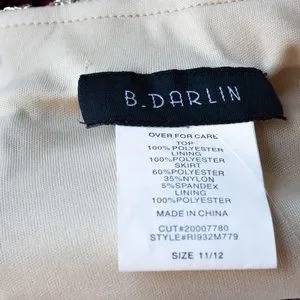 B. DARLIN
OVER FOR CARE
TOP
100% POLYESTER
LINING
100% POLYESTER
SKIRT
60% POLYESTER
35% NYLON
5% SPANDEX
LINING
100% POLYESTER
MADE IN CHINA
CUT#20007780
STYLE#RI932M779
SIZE 11/12